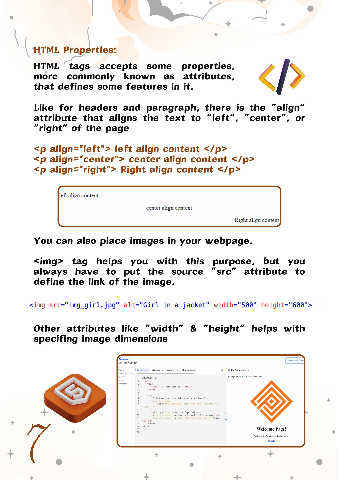 HTML Properties:
HTML tags accepts some properties,
more commonly known as attributes,
that defines some features in it.
Like for headers and paragraph, there is the "align"
attribute that aligns the text to "left", "center", or
"right" of the page
<p align="left"> left align content </p>
<p align="center"> center align content </p>
<p align="right"> Right align content </p>
left align content
center align content
Right align content
You can also place images in your webpage.
<img> tag helps you with this purpose, but you
always have to put the source "src" attribute to
define the link of the image.
<img src="img_girl.jpg" alt="Girl in a jacket" width="500" height="600">
Other attributes like "width" & "height" helps with
specifing image dimensions
Welcome Page!
7